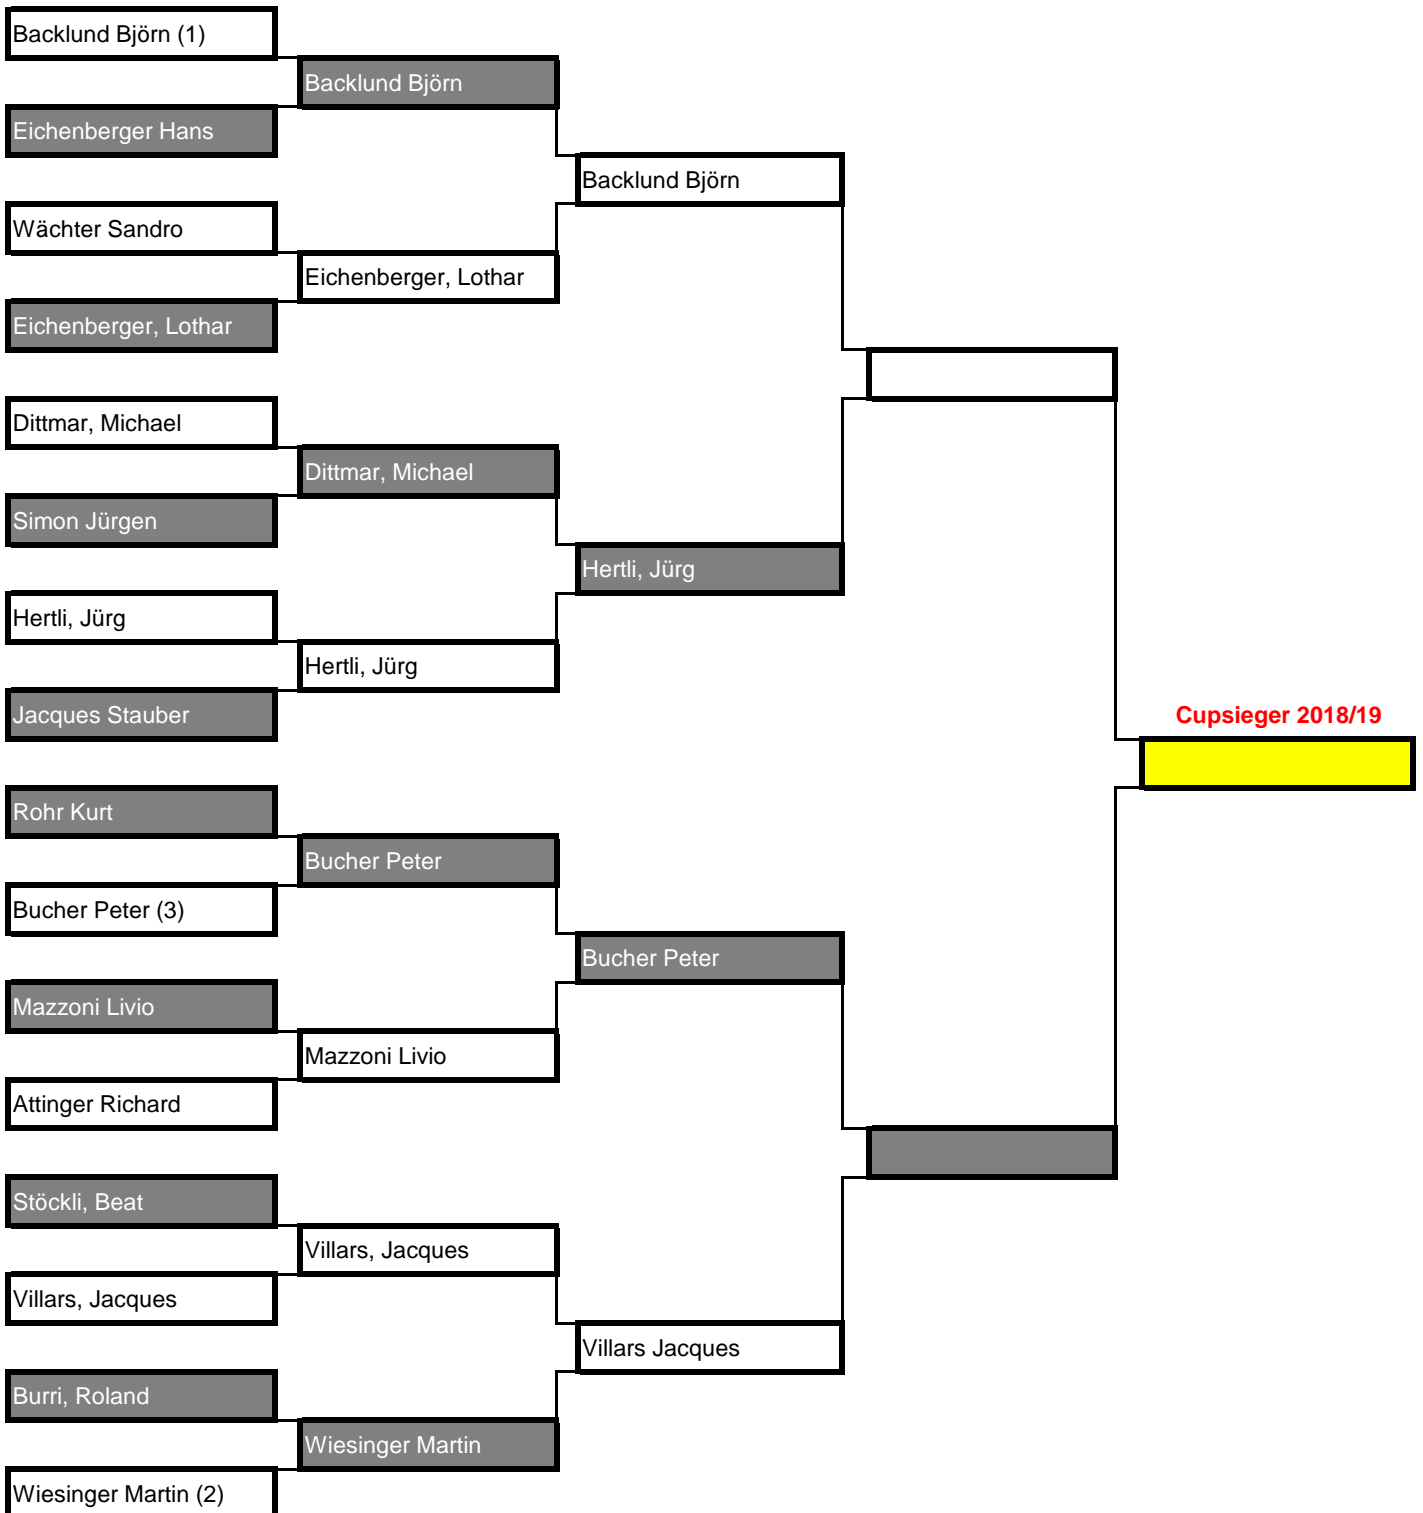 Backlund Björn (1)
Backlund Björn
Eichenberger Hans
Backlund Björn
Wächter Sandro
Eichenberger, Lothar
Eichenberger, Lothar
Dittmar, Michael
Dittmar, Michael
Simon Jürgen
Hertli, Jürg
Hertli, Jürg
Hertli, Jürg
Jacques Stauber
Cupsieger 2018/19
Rohr Kurt
Bucher Peter
Bucher Peter (3)
Bucher Peter
Mazzoni Livio
Mazzoni Livio
Attinger Richard
Stöckli, Beat
Villars, Jacques
Villars, Jacques
Villars Jacques
Burri, Roland
Wiesinger Martin
Wiesinger Martin (2)